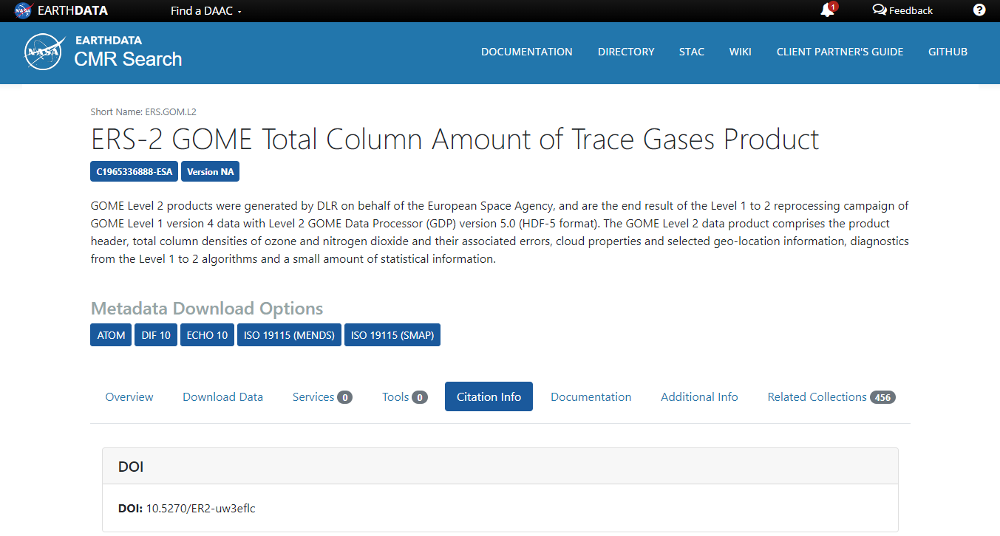 NASA EARTHDATA Find a DAAC 1 Feedback ?
NASA EARTHDATA
CMR Search
DOCUMENTATION DIRECTORY STAC WIKI CLIENT PARTNER'S GUIDE GITHUB
Short Name: ERS.GOM.L2
ERS-2 GOME Total Column Amount of Trace Gases Product
C1965336888-ESA Version NA
GOME Level 2 products were generated by DLR on behalf of the European Space Agency, and are the end result of the Level 1 to 2 reprocessing campaign of
GOME Level 1 version 4 data with Level 2 GOME Data Processor (GDP) version 5.0 (HDF-5 format). The GOME Level 2 data product comprises the product
header, total column densities of ozone and nitrogen dioxide and their associated errors, cloud properties and selected geo-location information, diagnostics
from the Level 1 to 2 algorithms and a small amount of statistical information.
Metadata Download Options
ATOM DIF 10 ECHO 10 ISO 19115 (MENDS) ISO 19115 (SMAP)
Overview Download Data Services 0 Tools 0 Citation Info Documentation Additional Info Related Collections 456
DOI
DOI: 10.5270/ER2-uw3eflc